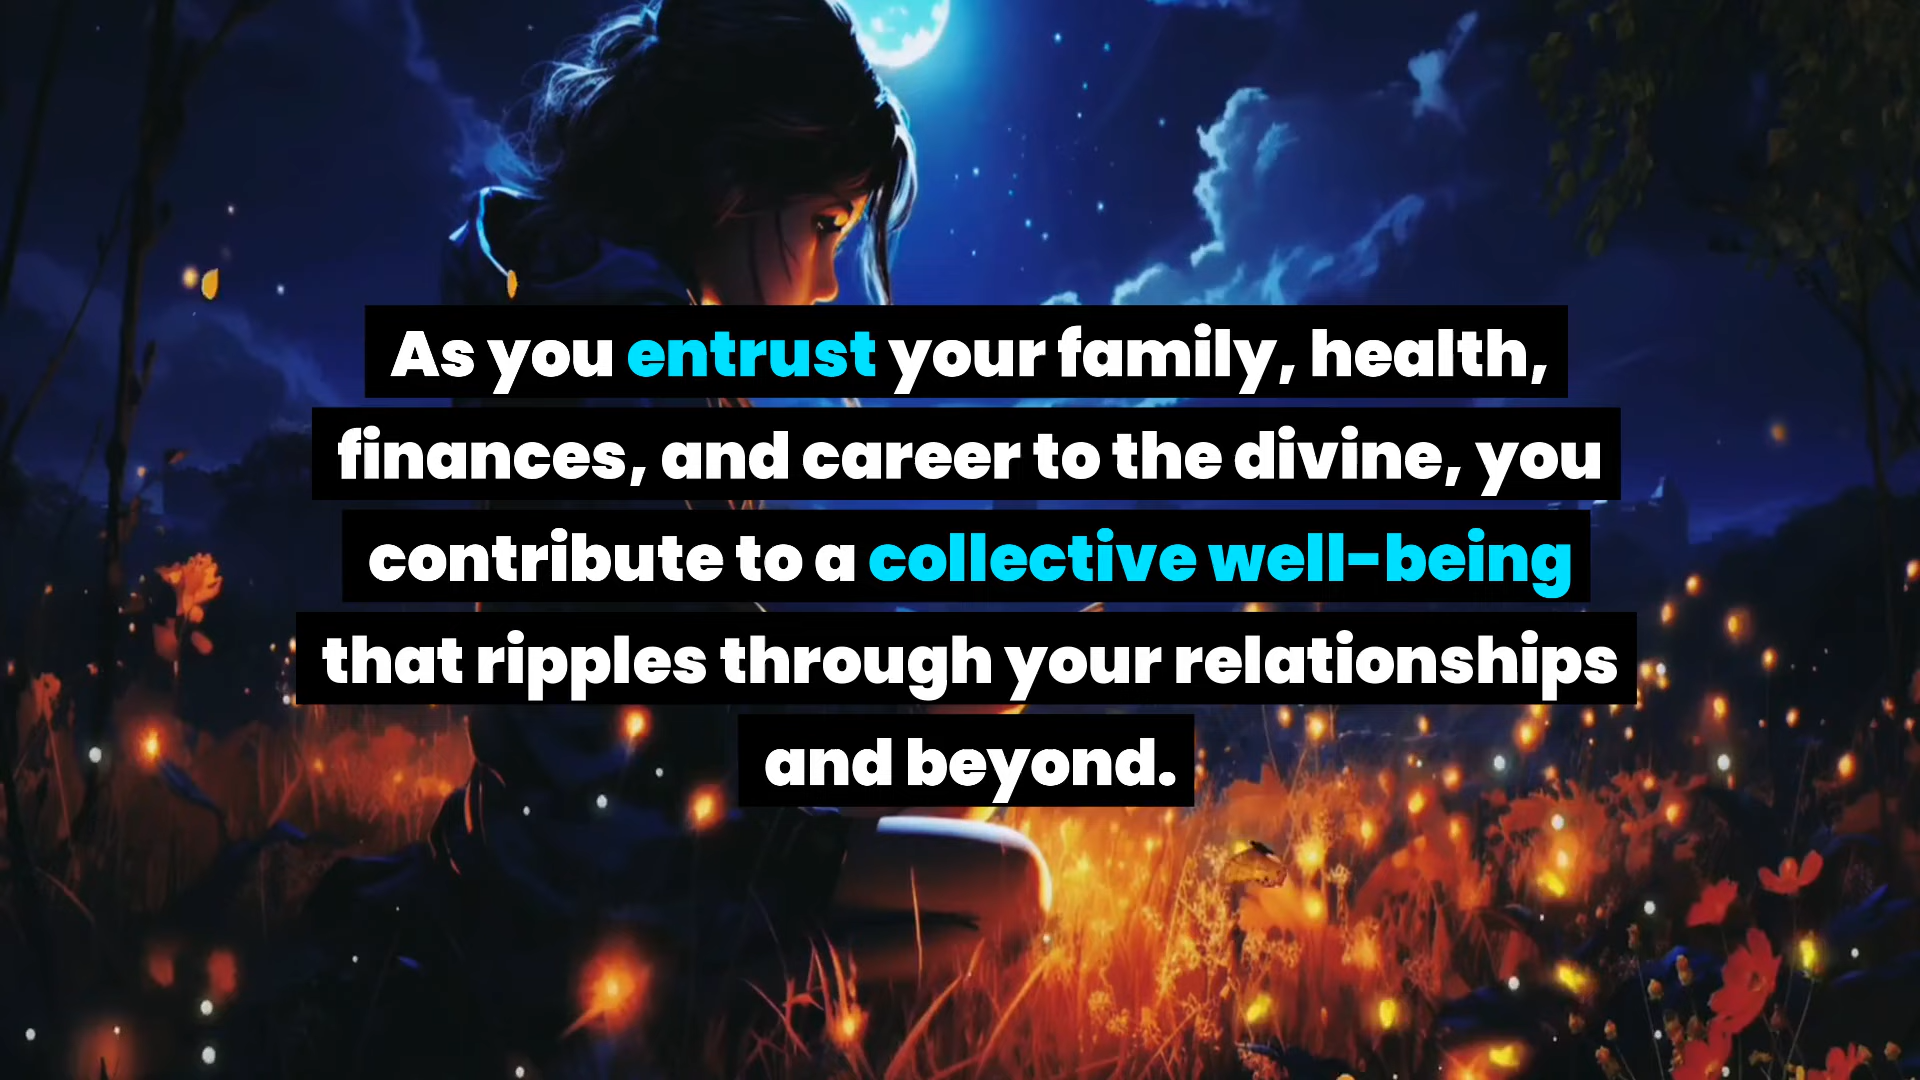 As you entrust your family, health,
finances, and career to the divine, you
contribute to a collective well-being
that ripples through your relationships
and beyond.